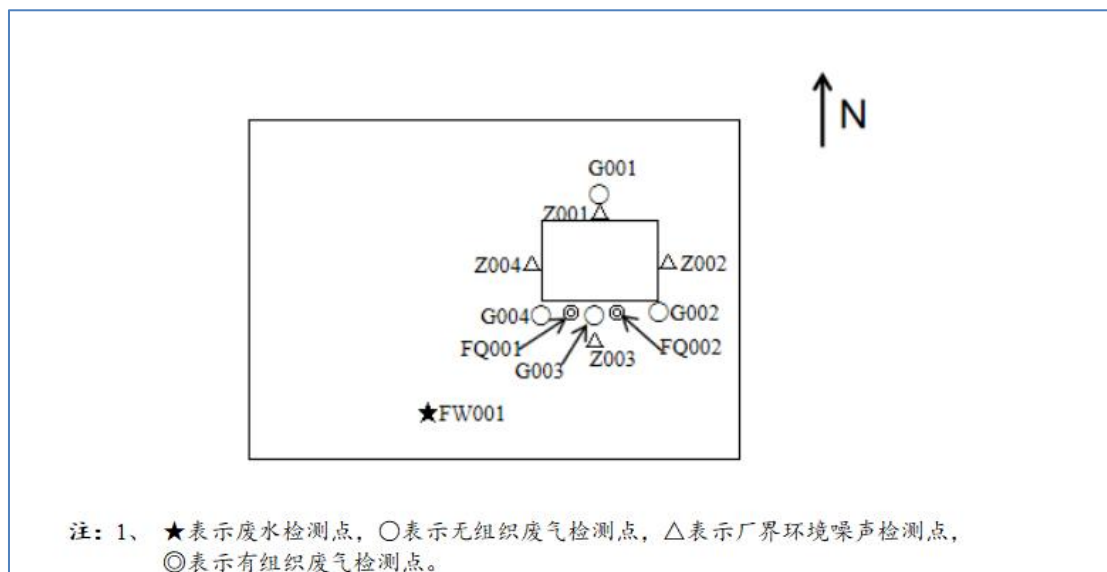 N
G001
Z001
Z004
Z002
G004
G002
FQ001
FQ002
G003
Z003
★FW001
注：1、 ★表示废水检测点，○表示无组织废气检测点，△表示厂界环境噪声检测点，
◎表示有组织废气检测点。